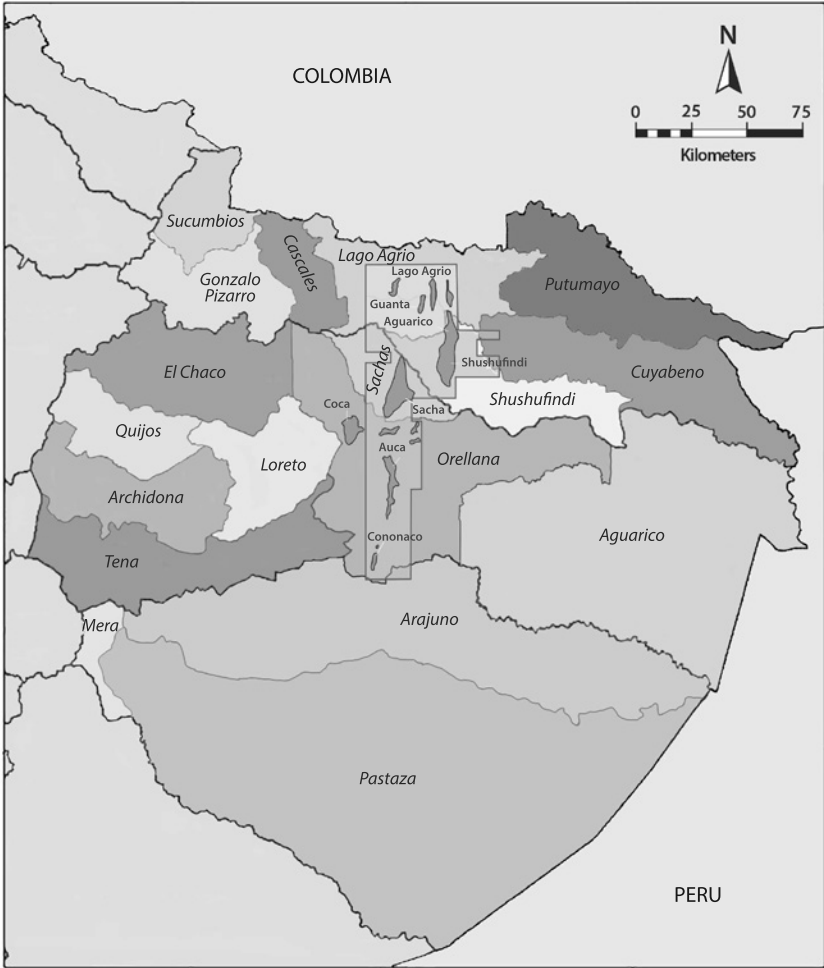 COLOMBIA
N
0 25 50 75
Kilometers
Sucumbios
Cascales
Lago Agrio
Lago Agrio
Gonzalo
Pizarro
Putumayo
Guanta
Aguarico
Sachas
Shushufindi
El Chaco
Cuyabeno
Coca
Sacha
Shushufindi
Quijos
Auca
Loreto
Orellana
Archidona
Cononaco
Aguarico
Tena
Arajuno
Mera
Pastaza
PERU